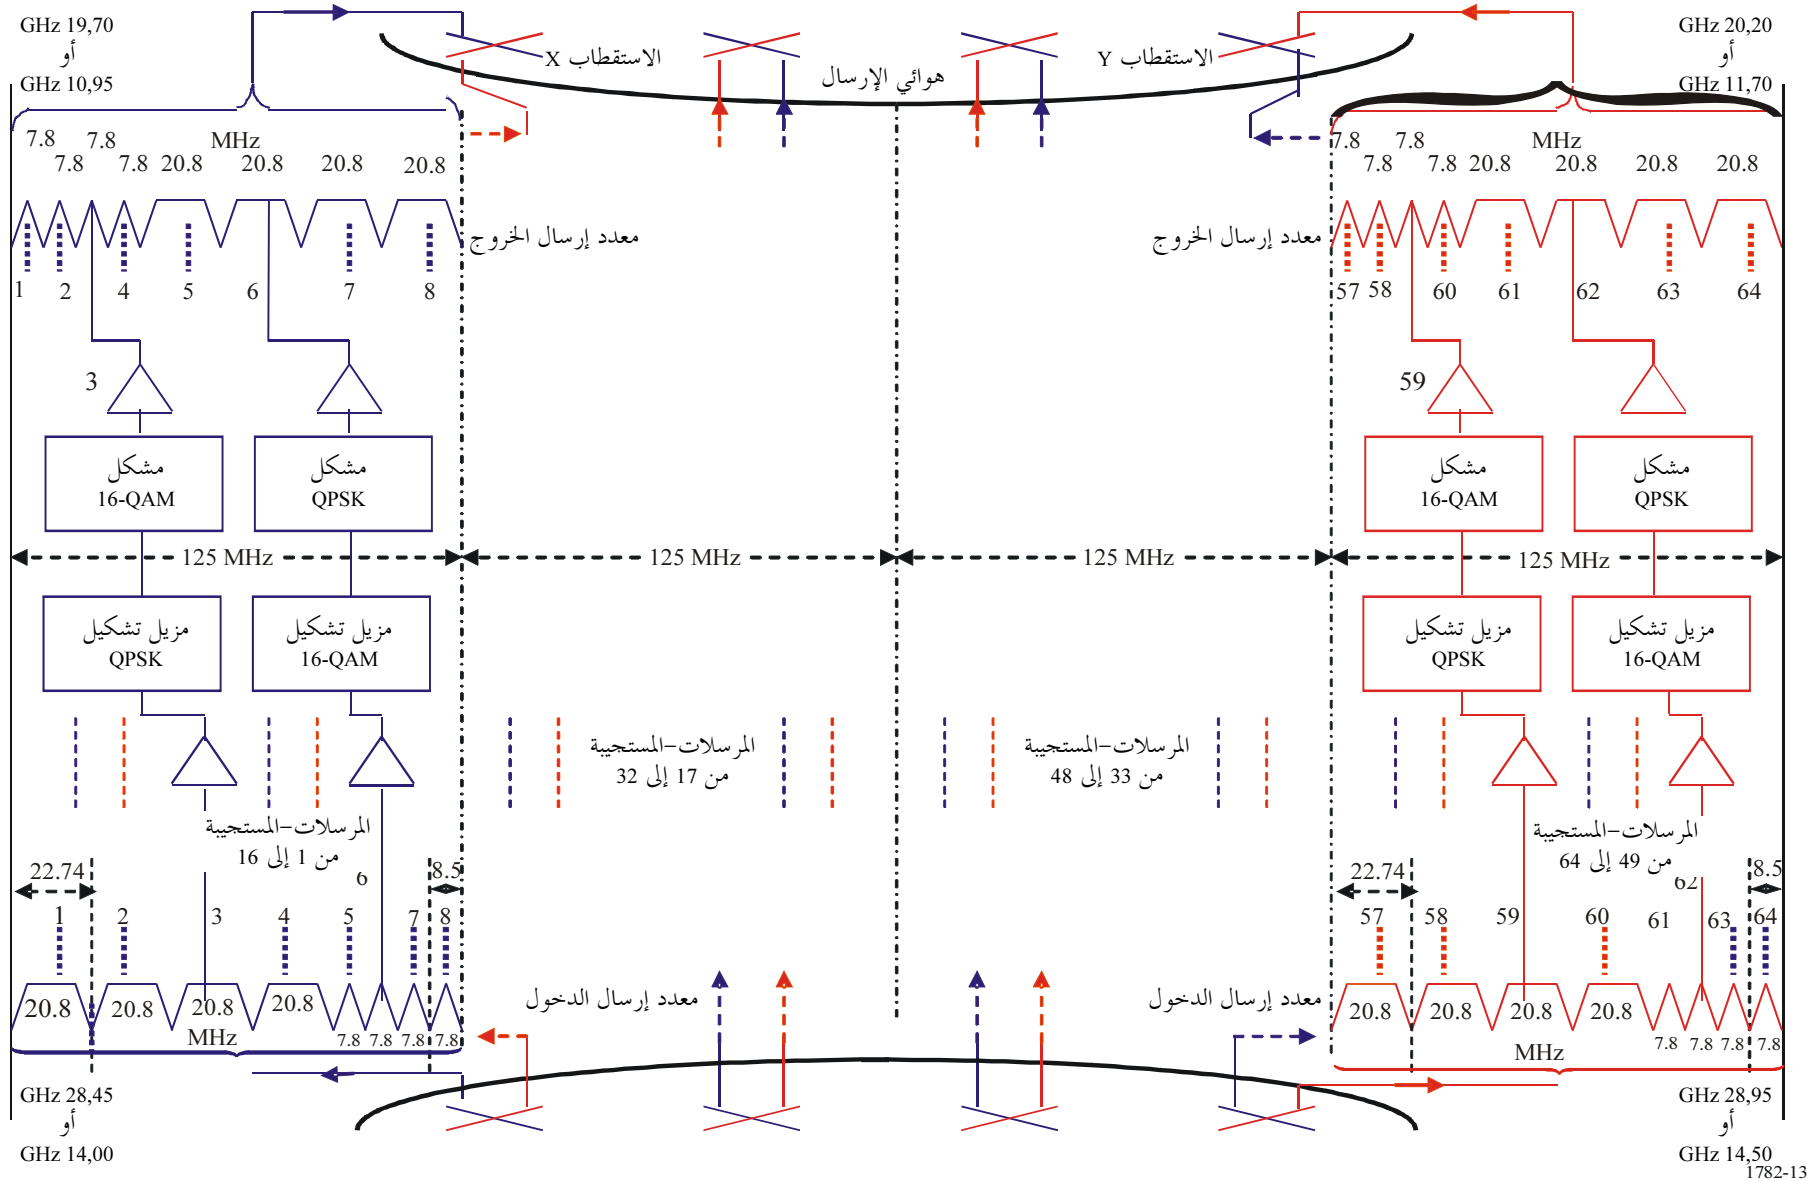 GHz 19,70
أو
GHz 10,95
الاستقطاب X
هوائي الإرسال
الاستقطاب Y
GHz 20,20
أو
GHz 11,70
7.8
7.8
MHz
7.8
7.8
20.8
20.8
20.8
20.8
7.8
7.8
MHz
7.8
7.8
20.8
20.8
20.8
20.8
معدد إرسال الخروج
معدد إرسال الخروج
1
2
4
5
6
7
8
57
58
60
61
62
63
64
3
59
مشكل
16-QAM
مشكل
QPSK
مشكل
16-QAM
مشكل
QPSK
125 MHz
125 MHz
125 MHz
125 MHz
مزيل تشكيل
QPSK
مزيل تشكيل
16-QAM
مزيل تشكيل
QPSK
مزيل تشكيل
16-QAM
المرسلات–المستجيبة
من 17 إلى 32
المرسلات–المستجيبة
من 33 إلى 48
المرسلات–المستجيبة
من 1 إلى 16
المرسلات–المستجيبة
من 49 إلى 64
22.74
6
8.5
22.74
62
8.5
1
2
3
4
5
7
8
57
58
59
60
61
63
64
20.8
20.8
20.8
20.8
MHz
7.8
7.8
7.8
7.8
معدد إرسال الدخول
معدد إرسال الدخول
20.8
20.8
20.8
20.8
MHz
7.8
7.8
7.8
7.8
GHz 28,45
أو
GHz 14,00
GHz 28,95
أو
GHz 14,50
1782-13